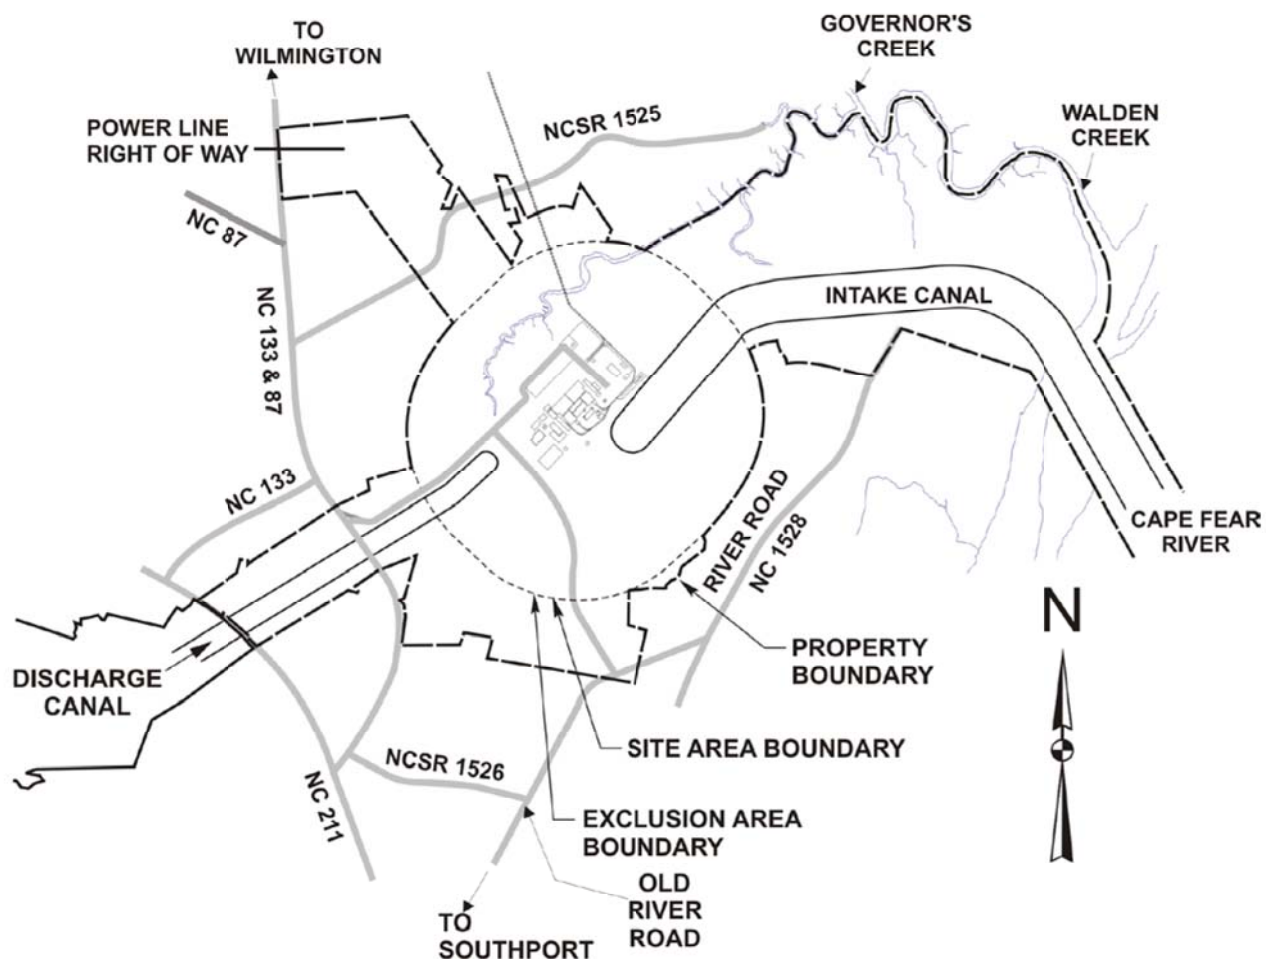 TO
WILMINGTON
GOVERNOR'S
CREEK
POWER LINE
RIGHT OF WAY
NCSR 1525
WALDEN
CREEK
NC 87
NC 133 & 87
INTAKE CANAL
NC 133
RIVER ROAD
NC 1528
CAPE FEAR
RIVER
N
DISCHARGE
CANAL
PROPERTY
BOUNDARY
SITE AREA BOUNDARY
NCSR 1526
NC 211
EXCLUSION AREA
BOUNDARY
OLD
RIVER
ROAD
TO
SOUTHPORT